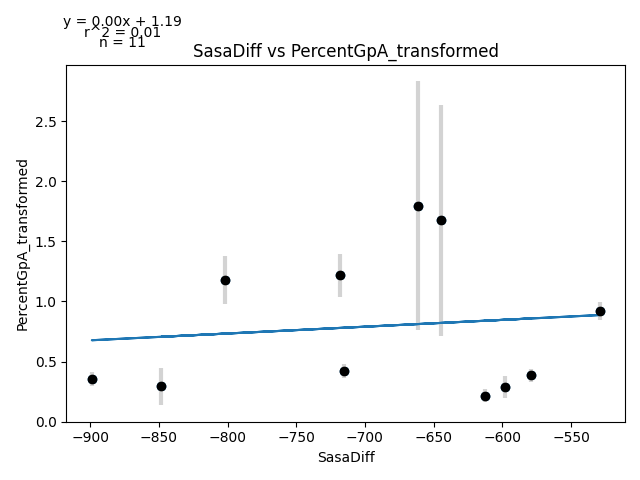 y = 0.00x + 1.19
r^2 = 0.01
n = 11
SasaDiff vs PercentGpA_transformed
PercentGpA_transformed
2.5
2.0
1.5
1.0
0.5
0.0
−900
−850
−800
−750
−700
−650
−600
−550
SasaDiff